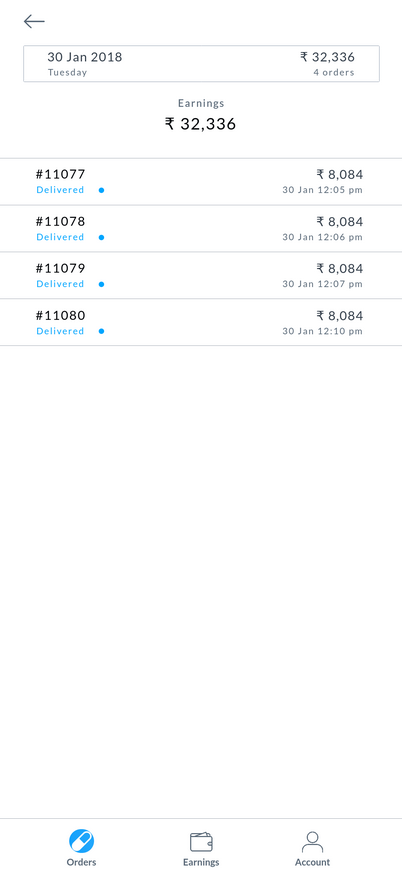 30 Jan 2018 ₹ 32,336
Tuesday 4 orders
Earnings
₹ 32,336
#11077 ₹ 8,084
Delivered 30 Jan 12:05 pm
#11078 ₹ 8,084
Delivered 30 Jan 12:06 pm
#11079 ₹ 8,084
Delivered 30 Jan 12:07 pm
#11080 ₹ 8,084
Delivered 30 Jan 12:10 pm
Orders Earnings Account